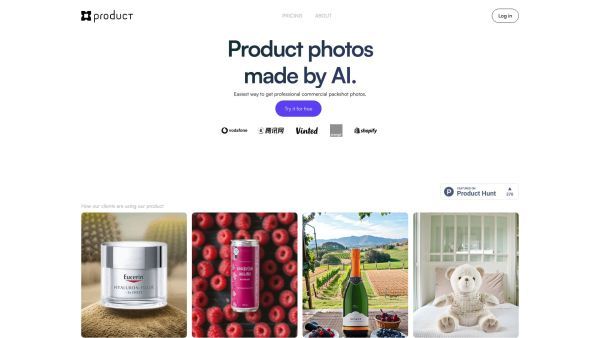 product
PRICING ABOUT
Log in
Product photos
made by AI.
Easiest way to get professional commercial packshot photos.
Try it for free
vodafone 腾讯网 Vinted shopify
FEATURED ON
Product Hunt
How our clients are using our product
Eucerin
HYALURON-FILLER